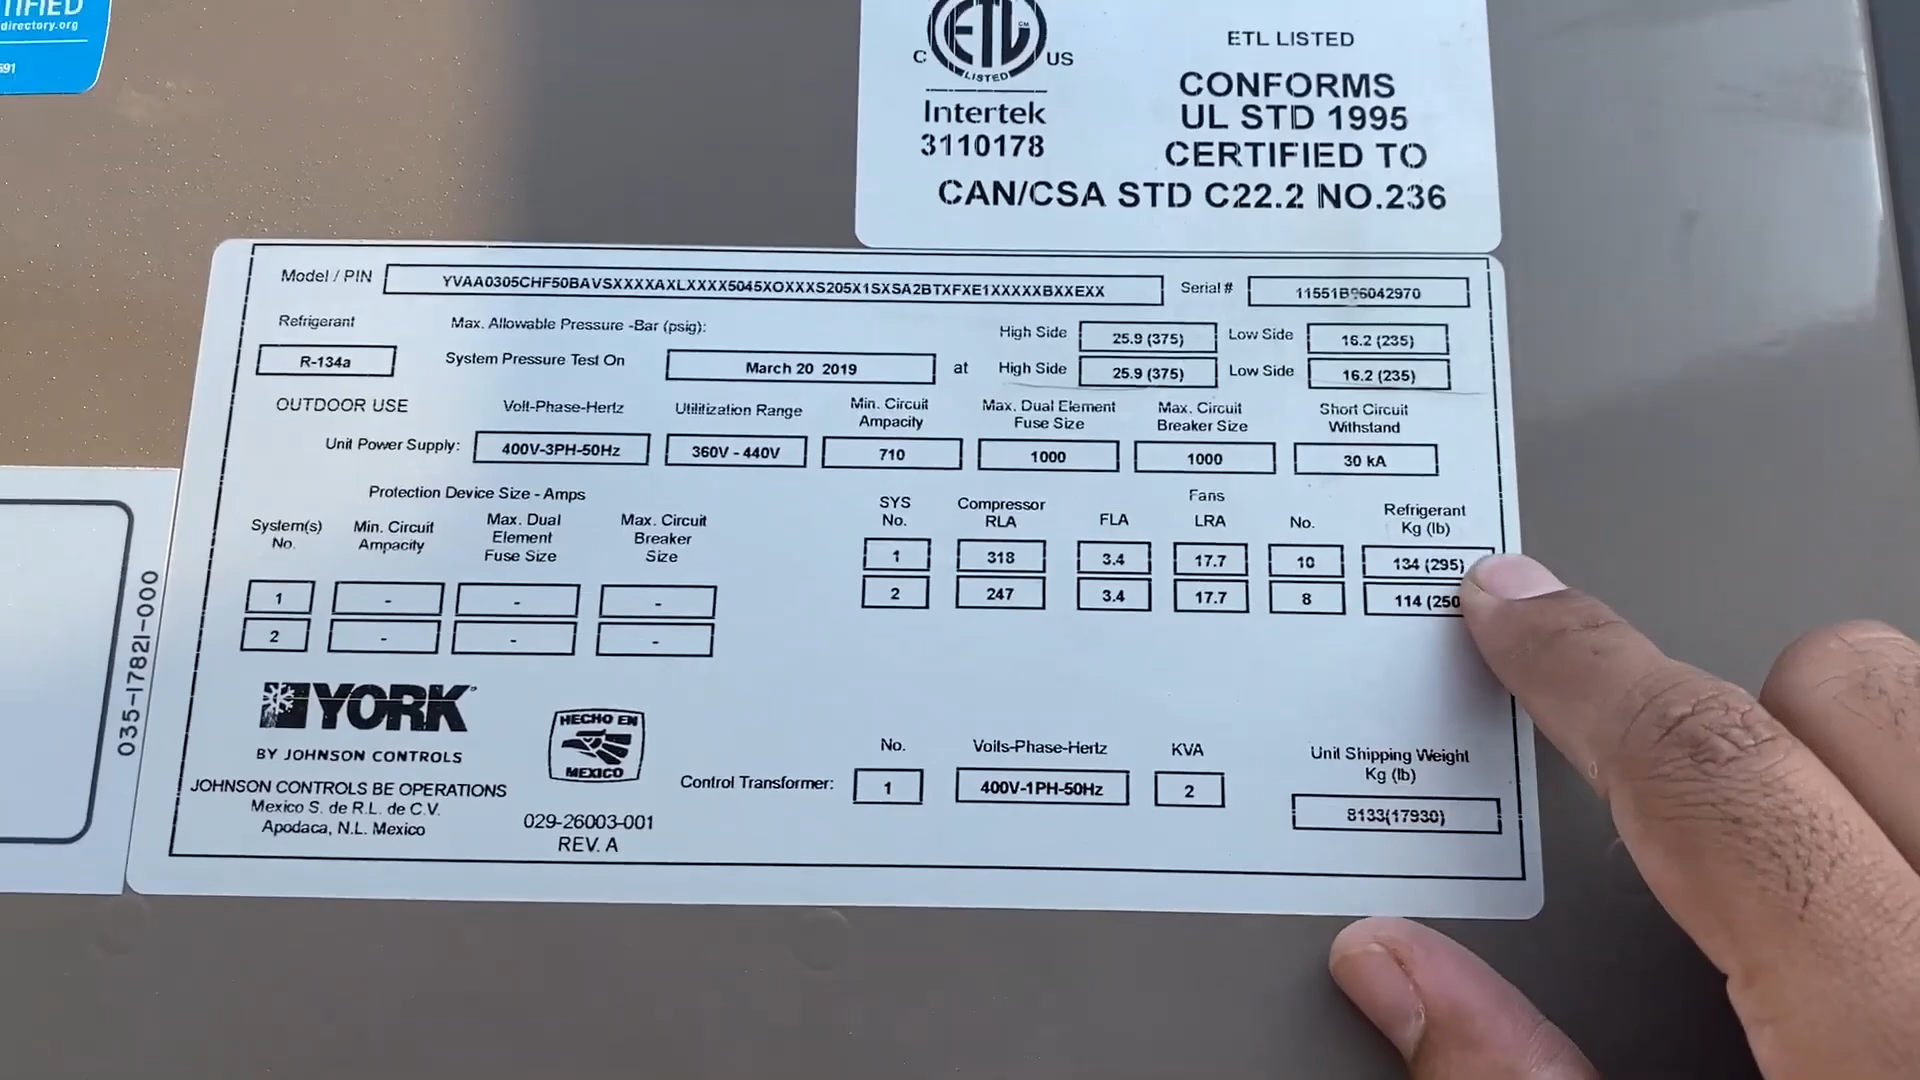 TIFIED
directory.org
C ETL CM US
LISTED
Intertek
3110178
ETL LISTED
CONFORMS
UL STD 1995
CERTIFIED TO
CAN/CSA STD C22.2 NO.236
Model / PIN YVAA0305CHF50BAVSXXXXAXLXXXX5045XOXXXS205X1SXSA2BTXFXE1XXXXXBXXEXX Serial #
Refrigerant Max. Allowable Pressure -Bar (psig): High Side 25.9 (375) Low Side 16.2 (235)
R-134a System Pressure Test On March 20 2019 at High Side 25.9 (375) Low Side 16.2 (235)
OUTDOOR USE Volt-Phase-Hertz Utilitization Range Min. Circuit Ampacity Max. Dual Element Fuse Size Max. Circuit Breaker Size Short Circuit Withstand
Unit Power Supply: 400V-3PH-50Hz 360V - 440V 710 1000 1000 30 kA
Protection Device Size - Amps
System(s) No. Min. Circuit Ampacity Max. Dual Element Fuse Size Max. Circuit Breaker Size
1 - - -
2 - - -
Fans
SYS No. Compressor RLA FLA LRA No. Refrigerant Kg (lb)
1 318 3.4 17.7 10 134 (295)
2 247 3.4 17.7 8 114 (250
YORK
BY JOHNSON CONTROLS
JOHNSON CONTROLS BE OPERATIONS
Mexico S. de R.L. de C.V.
Apodaca, N.L. Mexico
HECHO EN
MEXICO
029-26003-001
REV. A
No. Voils-Phase-Hertz KVA
Control Transformer: 1 400V-1PH-50Hz 2
Unit Shipping Weight
Kg (lb)
8133(17930)
035-17821-000